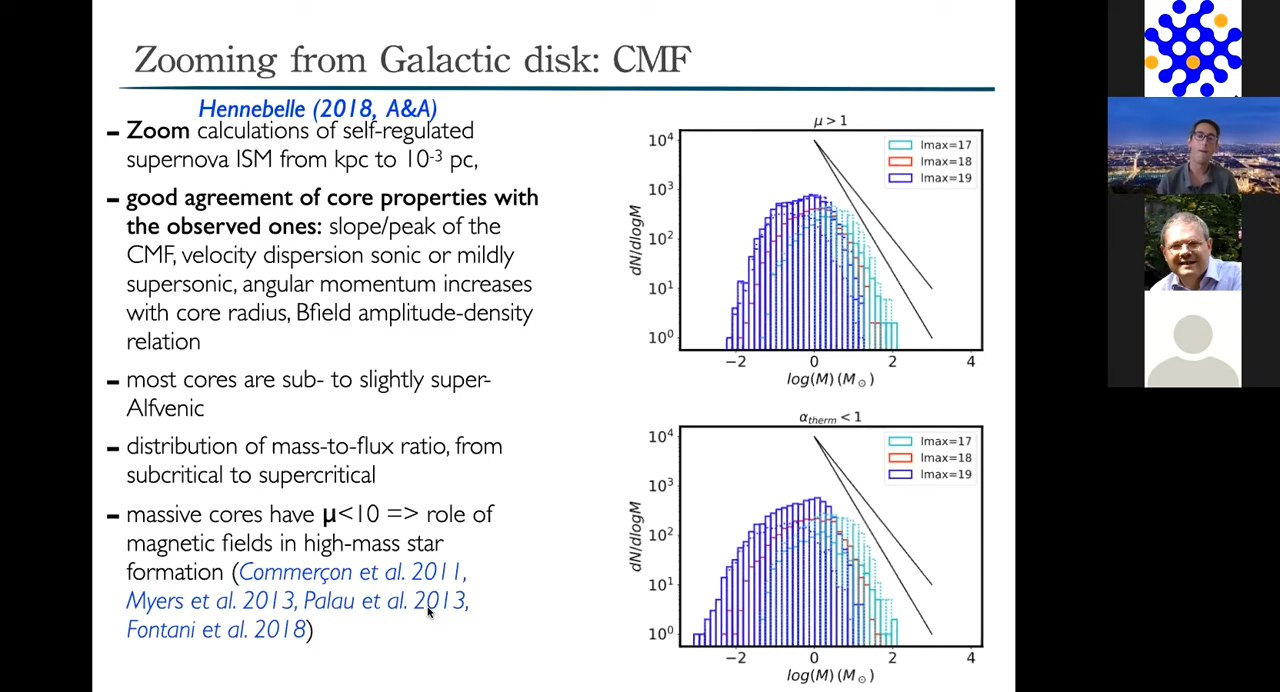 Zooming from Galactic disk: CMF
Hennebelle (2018, A&A)
– Zoom calculations of self-regulated
supernova ISM from kpc to 10⁻³ pc,
– good agreement of core properties with
the observed ones: slope/peak of the
CMF, velocity dispersion sonic or mildly
supersonic, angular momentum increases
with core radius, Bfield amplitude-density
relation
– most cores are sub- to slightly super-
Alfvenic
– distribution of mass-to-flux ratio, from
subcritical to supercritical
– massive cores have μ<10 => role of
magnetic fields in high-mass star
formation (Commerçon et al. 2011,
Myers et al. 2013, Palau et al. 2013,
Fontani et al. 2018)
μ > 1
10⁴
10³
10²
10¹
10⁰
dN/dlogM
lmax=17
lmax=18
lmax=19
−2 0 2 4
log(M) (M⊙)
α_therm < 1
10⁴
10³
10²
10¹
10⁰
dN/dlogM
lmax=17
lmax=18
lmax=19
−2 0 2 4
log(M) (M⊙)